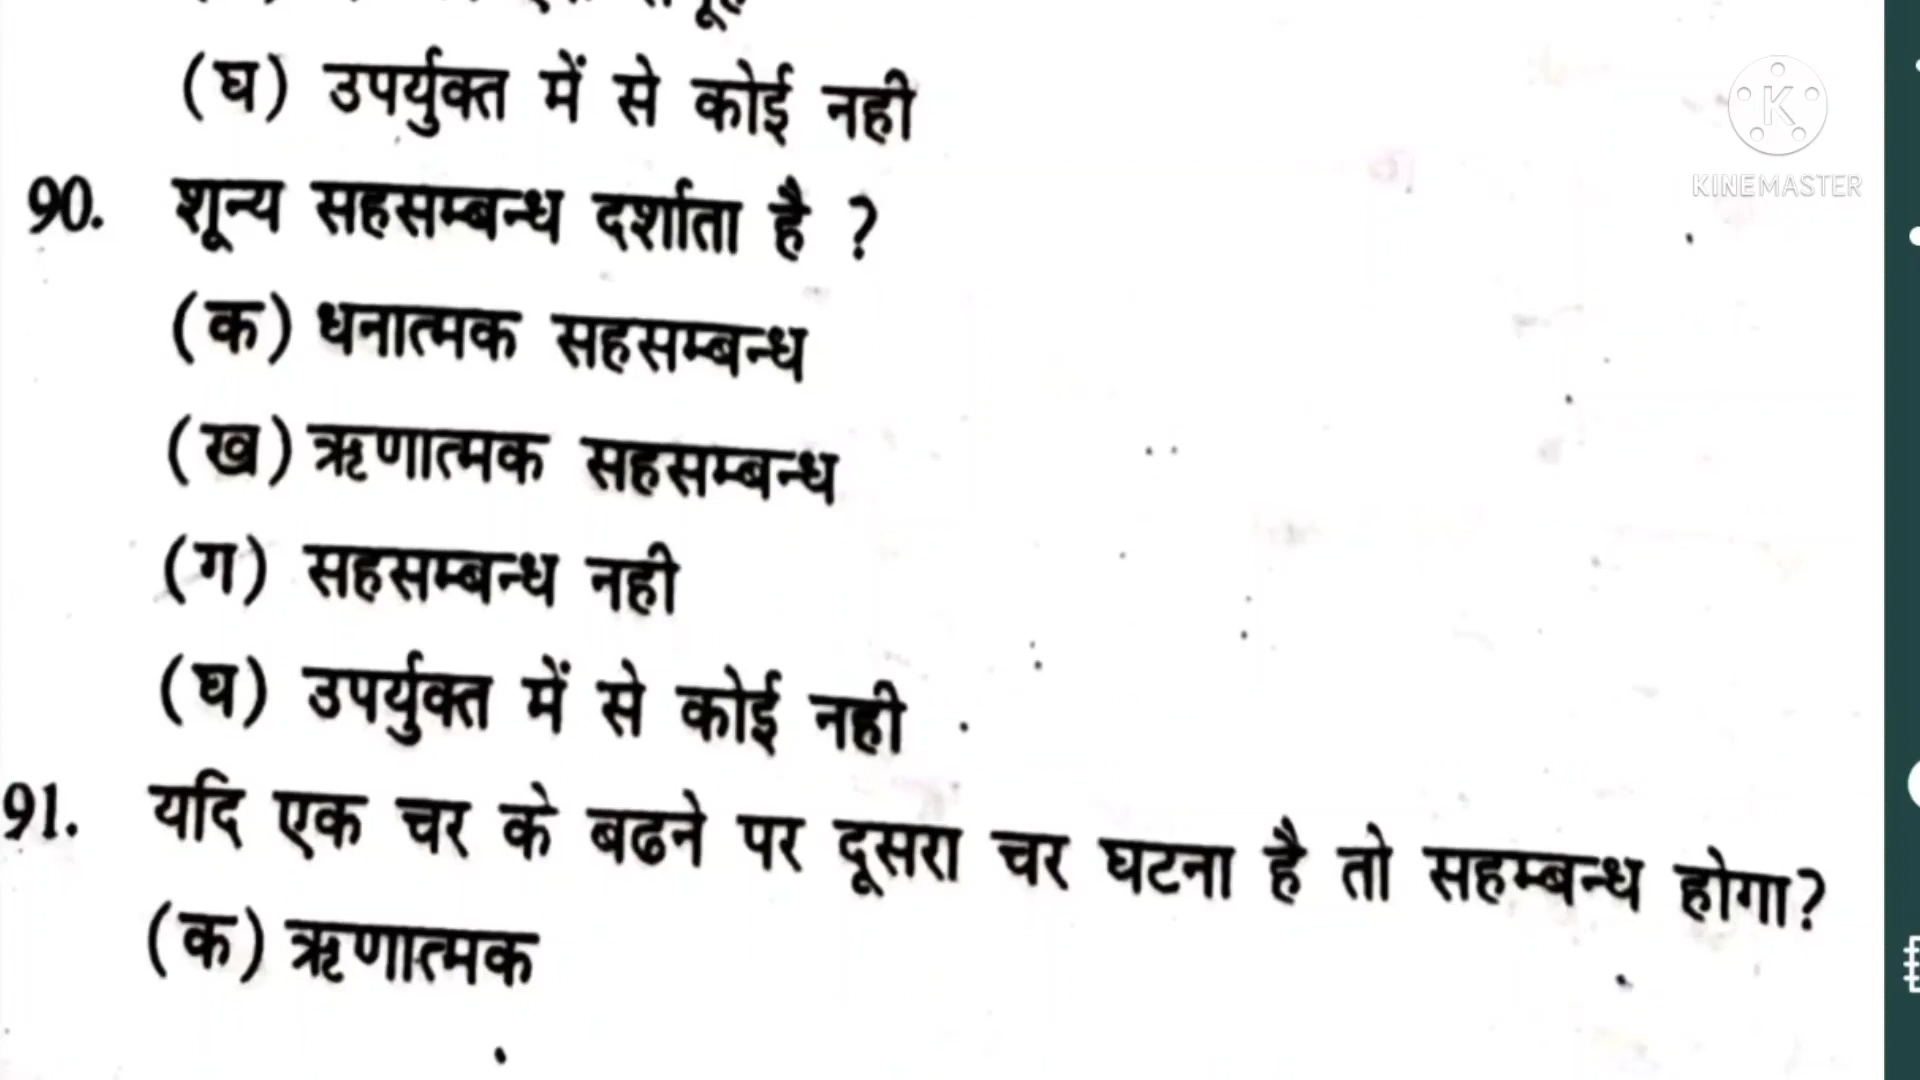 (घ) उपर्युक्त में से कोई नही
90. शून्य सहसम्बन्ध दर्शाता है ?
(क) धनात्मक सहसम्बन्ध
(ख) ऋणात्मक सहसम्बन्ध
(ग) सहसम्बन्ध नही
(घ) उपर्युक्त में से कोई नही
91. यदि एक चर के बढने पर दूसरा चर घटना है तो सहम्बन्ध होगा?
(क) ऋणात्मक
K
KINEMASTER